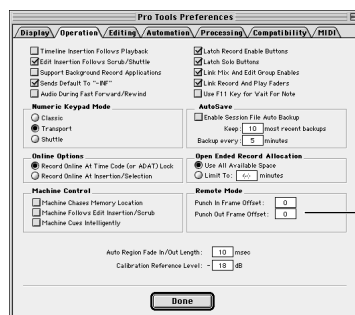 Pro Tools Preferences
Display Operation Editing Automation Processing Compatibility MIDI
Timeline Insertion Follows Playback
Edit Insertion Follows Scrub/Shuttle
Support Background Record Applications
Sends Default To "-INF"
Audio During Fast Forward/Rewind
Latch Record Enable Buttons
Latch Solo Buttons
Link Mix And Edit Group Enables
Link Record And Play Faders
Use F11 Key for Wait For Note
Numeric Keypad Mode
Classic
Transport
Shuttle
AutoSave
Enable Session File Auto Backup
Keep: 10 most recent backups
Backup every: 5 minutes
Online Options
Record Online At Time Code (or ADAT) Lock
Record Online At Insertion/Selection
Open Ended Record Allocation
Use All Available Space
Limit To: minutes
Machine Control
Machine Chases Memory Location
Machine Follows Edit Insertion/Scrub
Machine Cues Intelligently
Remote Mode
Punch In Frame Offset: 0
Punch Out Frame Offset: 0
Auto Region Fade In/Out Length: 10 msec
Calibration Reference Level: - 18 dB
Done